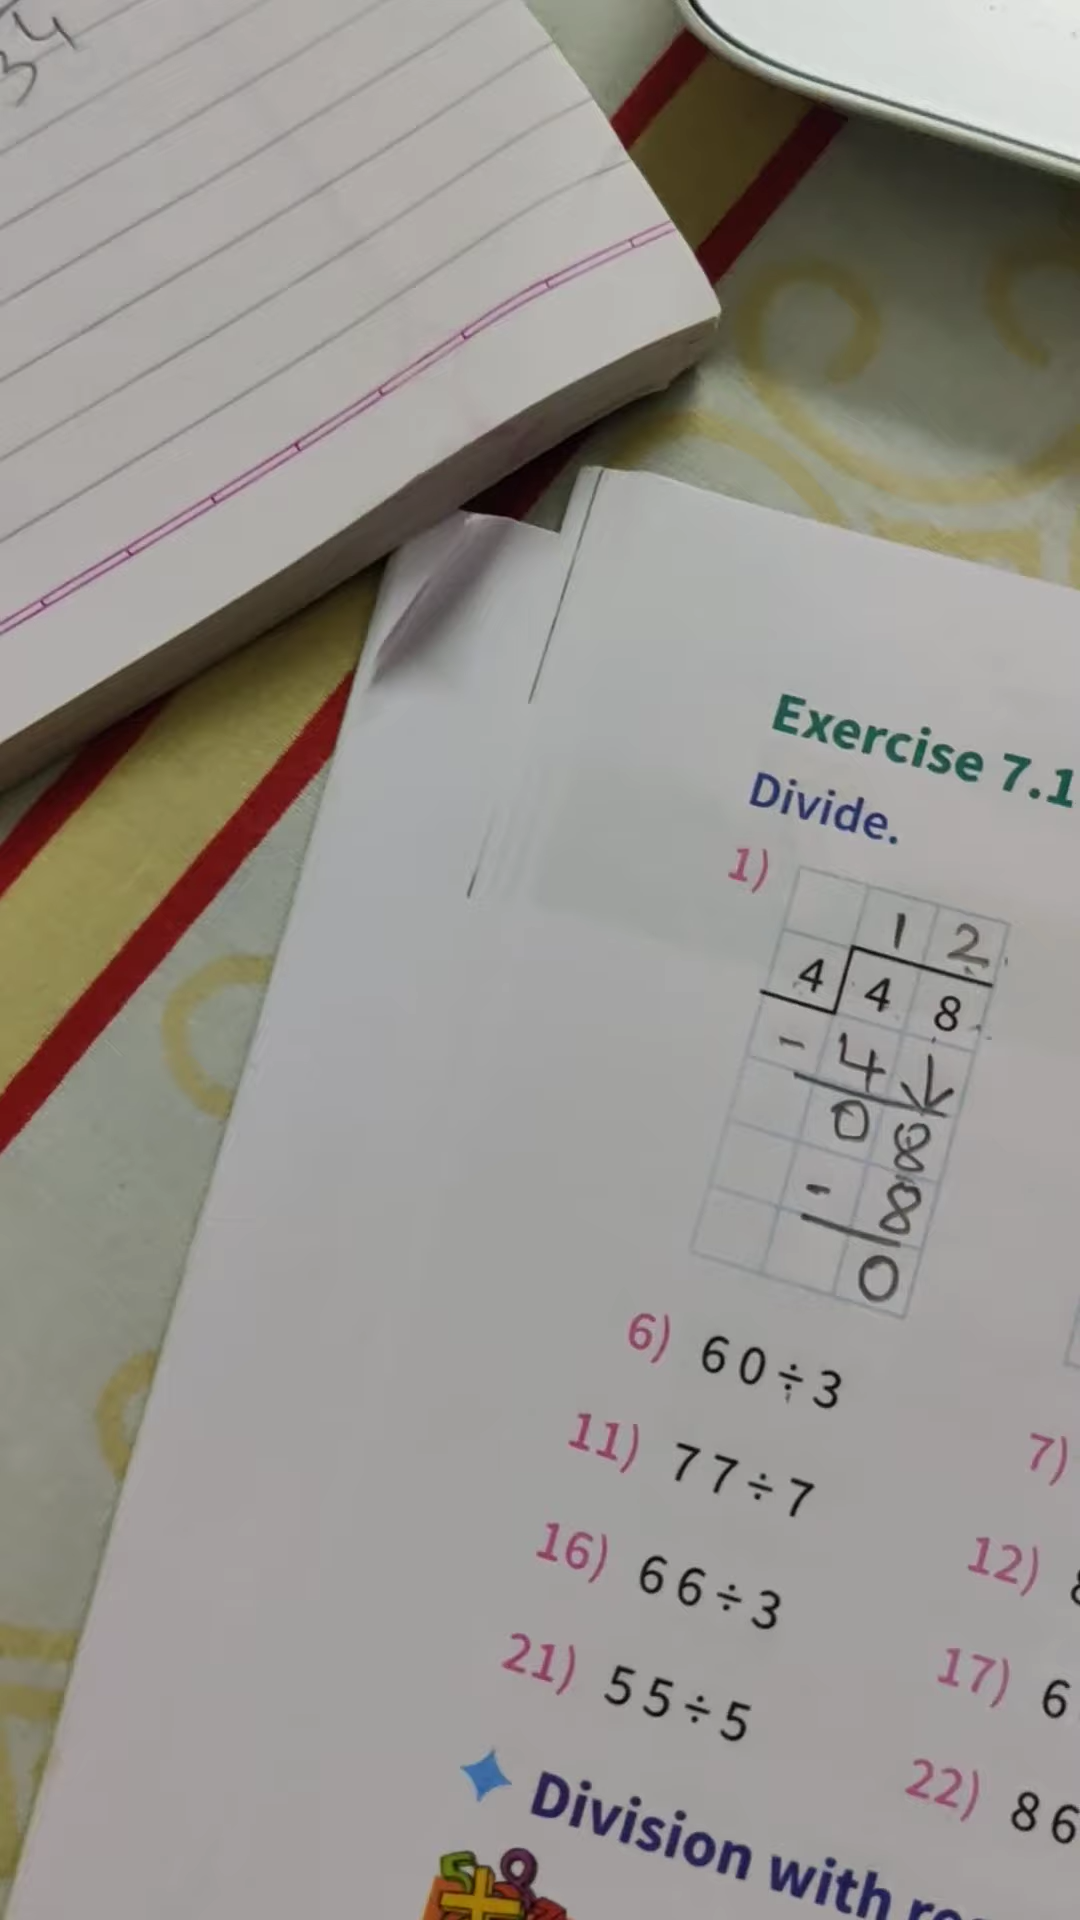 34
Exercise 7.1
Divide.
1)
1 2
4 4 8
- 4 ↓
0 8
- 8
0
6) 60÷3
7)
11) 77÷7
12)
16) 66÷3
17) 6
21) 55÷5
22) 86
Division with